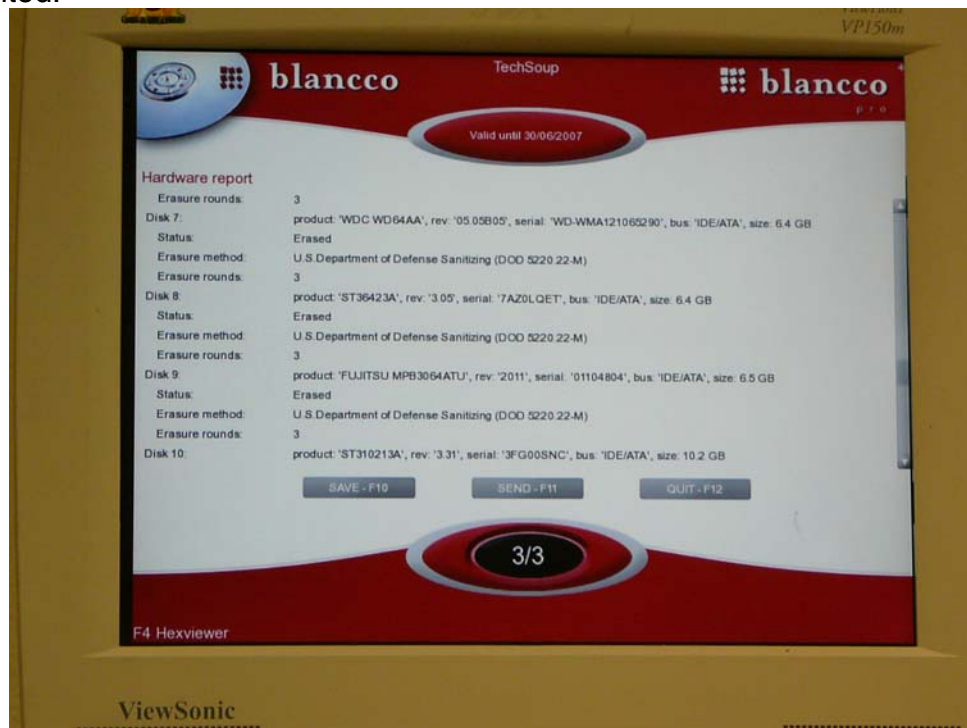 VP150m
blancco
TechSoup
blancco
pro
Valid until 30/06/2007
Hardware report
Erasure rounds: 3
Disk 7: product: 'WDC WD64AA', rev: '05.05B05', serial: 'WD-WMA121065290', bus: 'IDE/ATA', size: 6.4 GB
Status: Erased
Erasure method: U.S.Department of Defense Sanitizing (DOD 5220.22-M)
Erasure rounds: 3
Disk 8: product: 'ST36423A', rev: '3.05', serial: '7AZ0LQET', bus: 'IDE/ATA', size: 6.4 GB
Status: Erased
Erasure method: U.S.Department of Defense Sanitizing (DOD 5220.22-M)
Erasure rounds: 3
Disk 9: product: 'FUJITSU MPB3064ATU', rev: '2011', serial: '01104804', bus: 'IDE/ATA', size: 6.5 GB
Status: Erased
Erasure method: U.S.Department of Defense Sanitizing (DOD 5220.22-M)
Erasure rounds: 3
Disk 10: product: 'ST310213A', rev: '3.31', serial: '3FG00SNC', bus: 'IDE/ATA', size: 10.2 GB
SAVE - F10 SEND - F11 QUIT - F12
3/3
F4 Hexviewer
ViewSonic